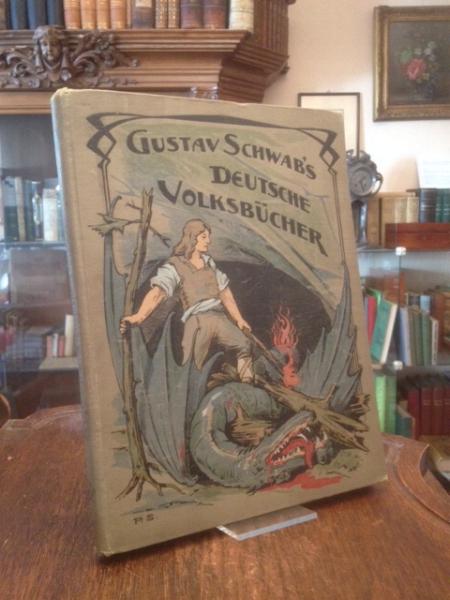 GUSTAV SCHWAB'S
DEUTSCHE
VOLKSBÜCHER
P.S.